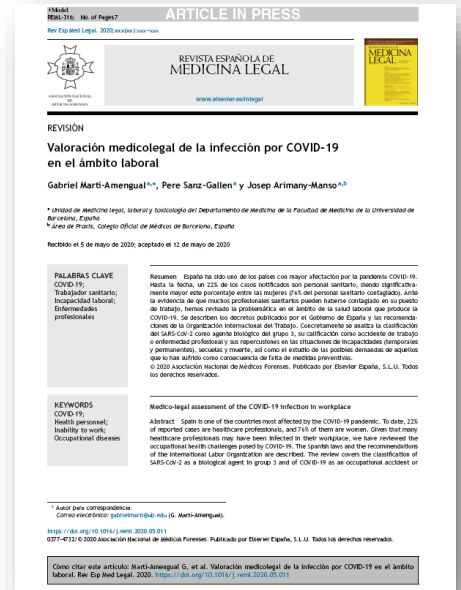 +Model
REML-316; No. of Pages 7
ARTICLE IN PRESS
Rev Esp Med Legal. 2020;xxx(xx):xxx---xxx
ASOCIACIÓN NACIONAL
DE
MÉDICOS FORENSES
REVISTA ESPAÑOLA DE
MEDICINA LEGAL
www.elsevier.es/mlegal
MEDICINA
LEGAL
REVISIÓN
Valoración medicolegal de la infección por COVID-19
en el ámbito laboral
Gabriel Martí-Amengual a,*, Pere Sanz-Gallen a y Josep Arimany-Manso a,b
a Unidad de Medicina legal, laboral y toxicología del Departamento de Medicina de la Facultad de Medicina de la Universidad de
Barcelona, España
b Área de Praxis, Colegio Oficial de Médicos de Barcelona, España
Recibido el 5 de mayo de 2020; aceptado el 12 de mayo de 2020
PALABRAS CLAVE
COVID-19;
Trabajador sanitario;
Incapacidad laboral;
Enfermedades
profesionales
Resumen España ha sido uno de los países con mayor afectación por la pandemia COVID-19.
Hasta la fecha, un 22% de los casos notificados son personal sanitario, siendo significativa-
mente mayor este porcentaje entre las mujeres (76% del personal sanitario contagiado). Ante
la evidencia de que muchos profesionales sanitarios pueden haberse contagiado en su puesto
de trabajo, hemos revisado la problemática en el ámbito de la salud laboral que produce la
COVID-19. Se describen los decretos publicados por el Gobierno de España y las recomenda-
ciones de la Organización Internacional del Trabajo. Concretamente se analiza la clasificación
del SARS-CoV-2 como agente biológico del grupo 3, su calificación como accidente de trabajo
o enfermedad profesional y sus repercusiones en las situaciones de incapacidades (temporales
y permanentes), secuelas y muerte, así como el estudio de las posibles demandas de aquellos
que lo han sufrido como consecuencia de falta de medidas preventivas.
© 2020 Asociación Nacional de Médicos Forenses. Publicado por Elsevier España, S.L.U. Todos
los derechos reservados.
KEYWORDS
COVID-19;
Health personnel;
Inability to work;
Occupational diseases
Medico-legal assessment of the COVID-19 infection in workplace
Abstract Spain is one of the countries most affected by the COVID-19 pandemic. To date, 22%
of reported cases are healthcare professionals, and 76% of them are women. Given that many
healthcare professionals may have been infected in their workplace, we have reviewed the
occupational health challenges posed by COVID-19. The Spanish laws and the recommendations
of the International Labor Organization are described. The review covers the classification of
SARS-CoV-2 as a biological agent in group 3 and of COVID-19 as an occupational accident or
* Autor para correspondencia.
Correo electrónico: gabrielmarti@ub.edu (G. Martí-Amengual).
https://doi.org/10.1016/j.reml.2020.05.011
0377-4732/© 2020 Asociación Nacional de Médicos Forenses. Publicado por Elsevier España, S.L.U. Todos los derechos reservados.
Cómo citar este artículo: Martí-Amengual G, et al. Valoración medicolegal de la infección por COVID-19 en el ámbito
laboral. Rev Esp Med Legal. 2020. https://doi.org/10.1016/j.reml.2020.05.011